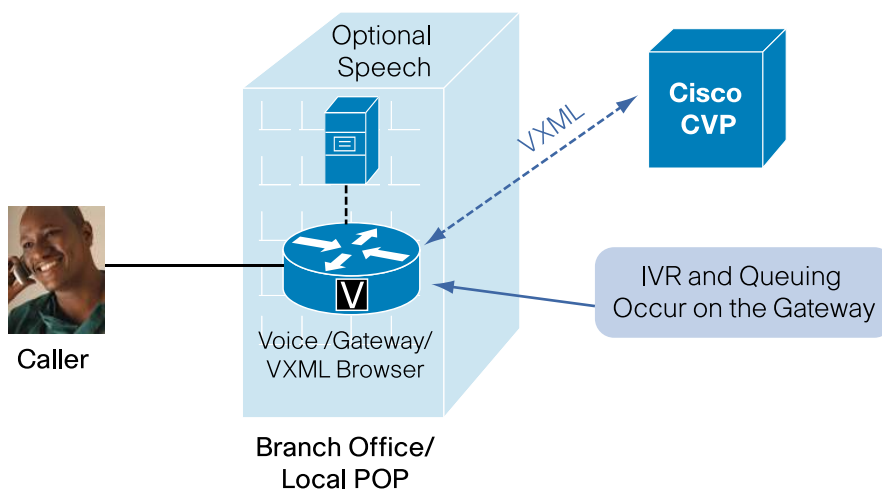 Optional
Speech
Cisco
CVP
VXML
IVR and Queuing
Occur on the Gateway
V
Voice /Gateway/
VXML Browser
Caller
Branch Office/
Local POP